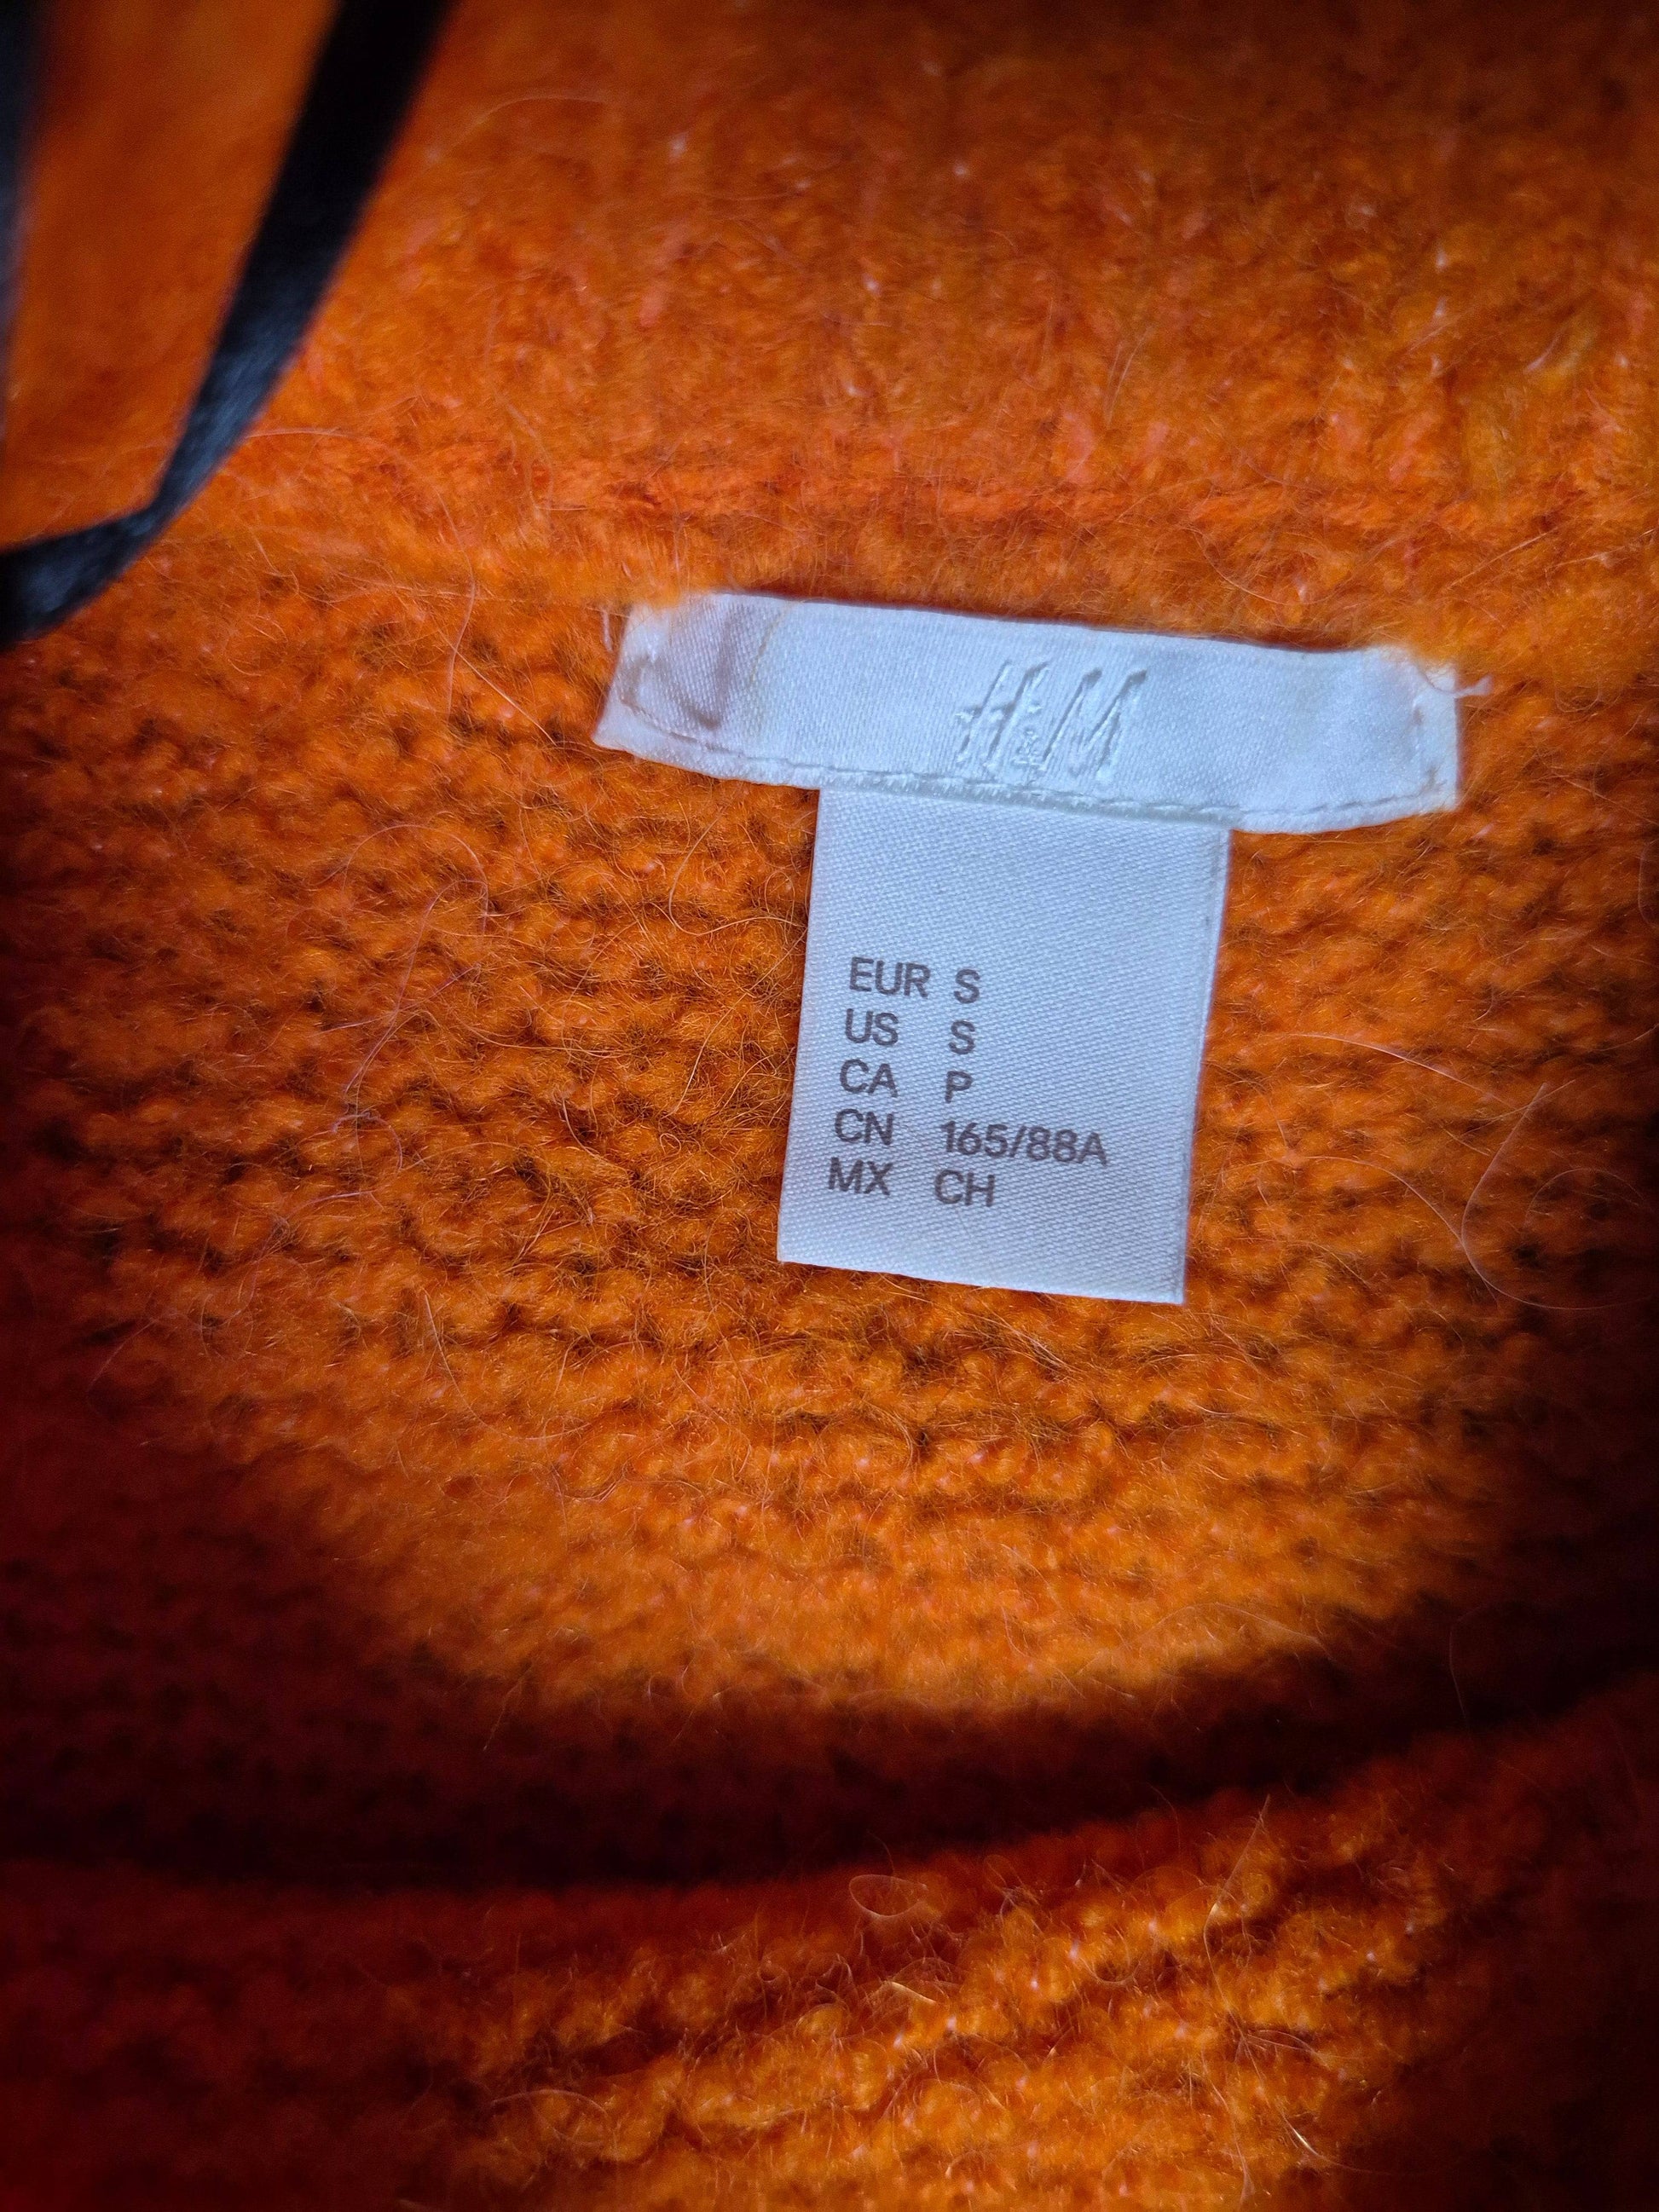 H&M
EUR S
US S
CA P
CN 165/88A
MX CH